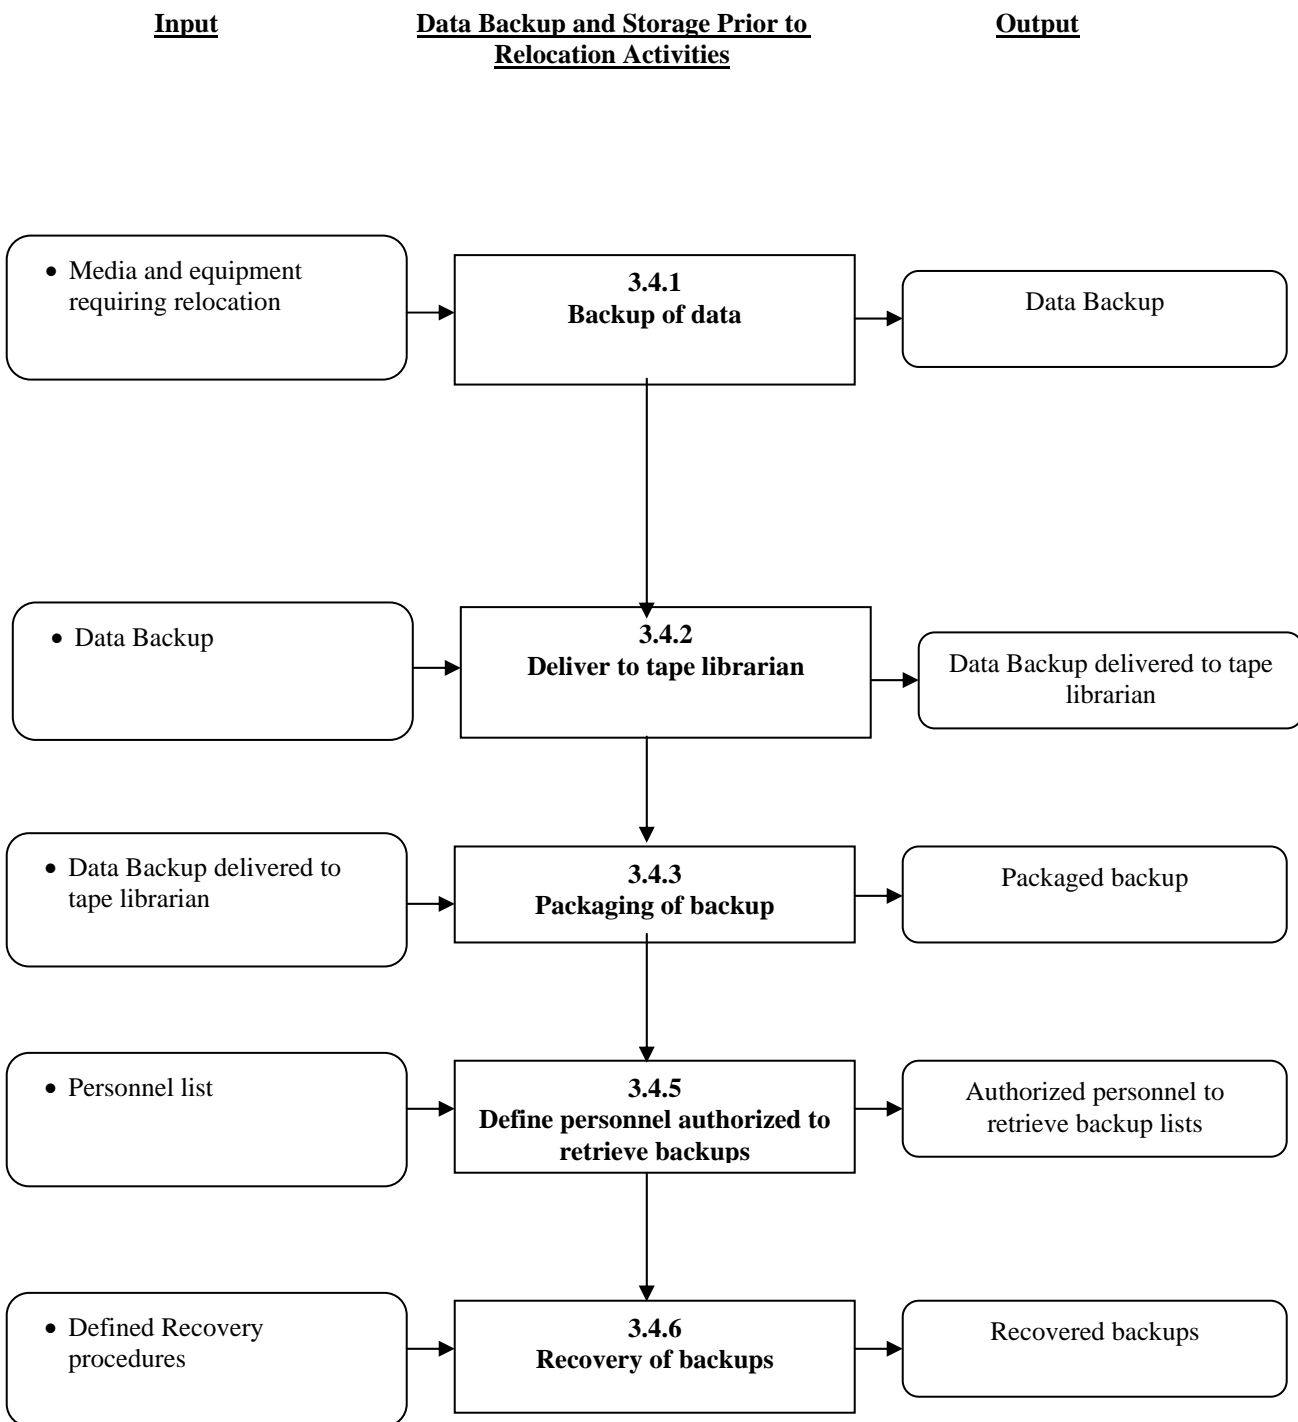 Input
Data Backup and Storage Prior to
Relocation Activities
Output
• Media and equipment
requiring relocation
3.4.1
Backup of data
Data Backup
• Data Backup
3.4.2
Deliver to tape librarian
Data Backup delivered to tape
librarian
• Data Backup delivered to
tape librarian
3.4.3
Packaging of backup
Packaged backup
• Personnel list
3.4.5
Define personnel authorized to
retrieve backups
Authorized personnel to
retrieve backup lists
• Defined Recovery
procedures
3.4.6
Recovery of backups
Recovered backups